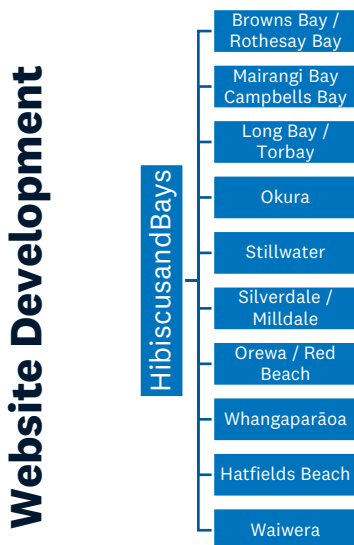 Website Development
HibiscusandBays
Browns Bay /
Rothesay Bay
Mairangi Bay
Campbells Bay
Long Bay /
Torbay
Okura
Stillwater
Silverdale /
Milldale
Orewa / Red
Beach
Whangaparāoa
Hatfields Beach
Waiwera